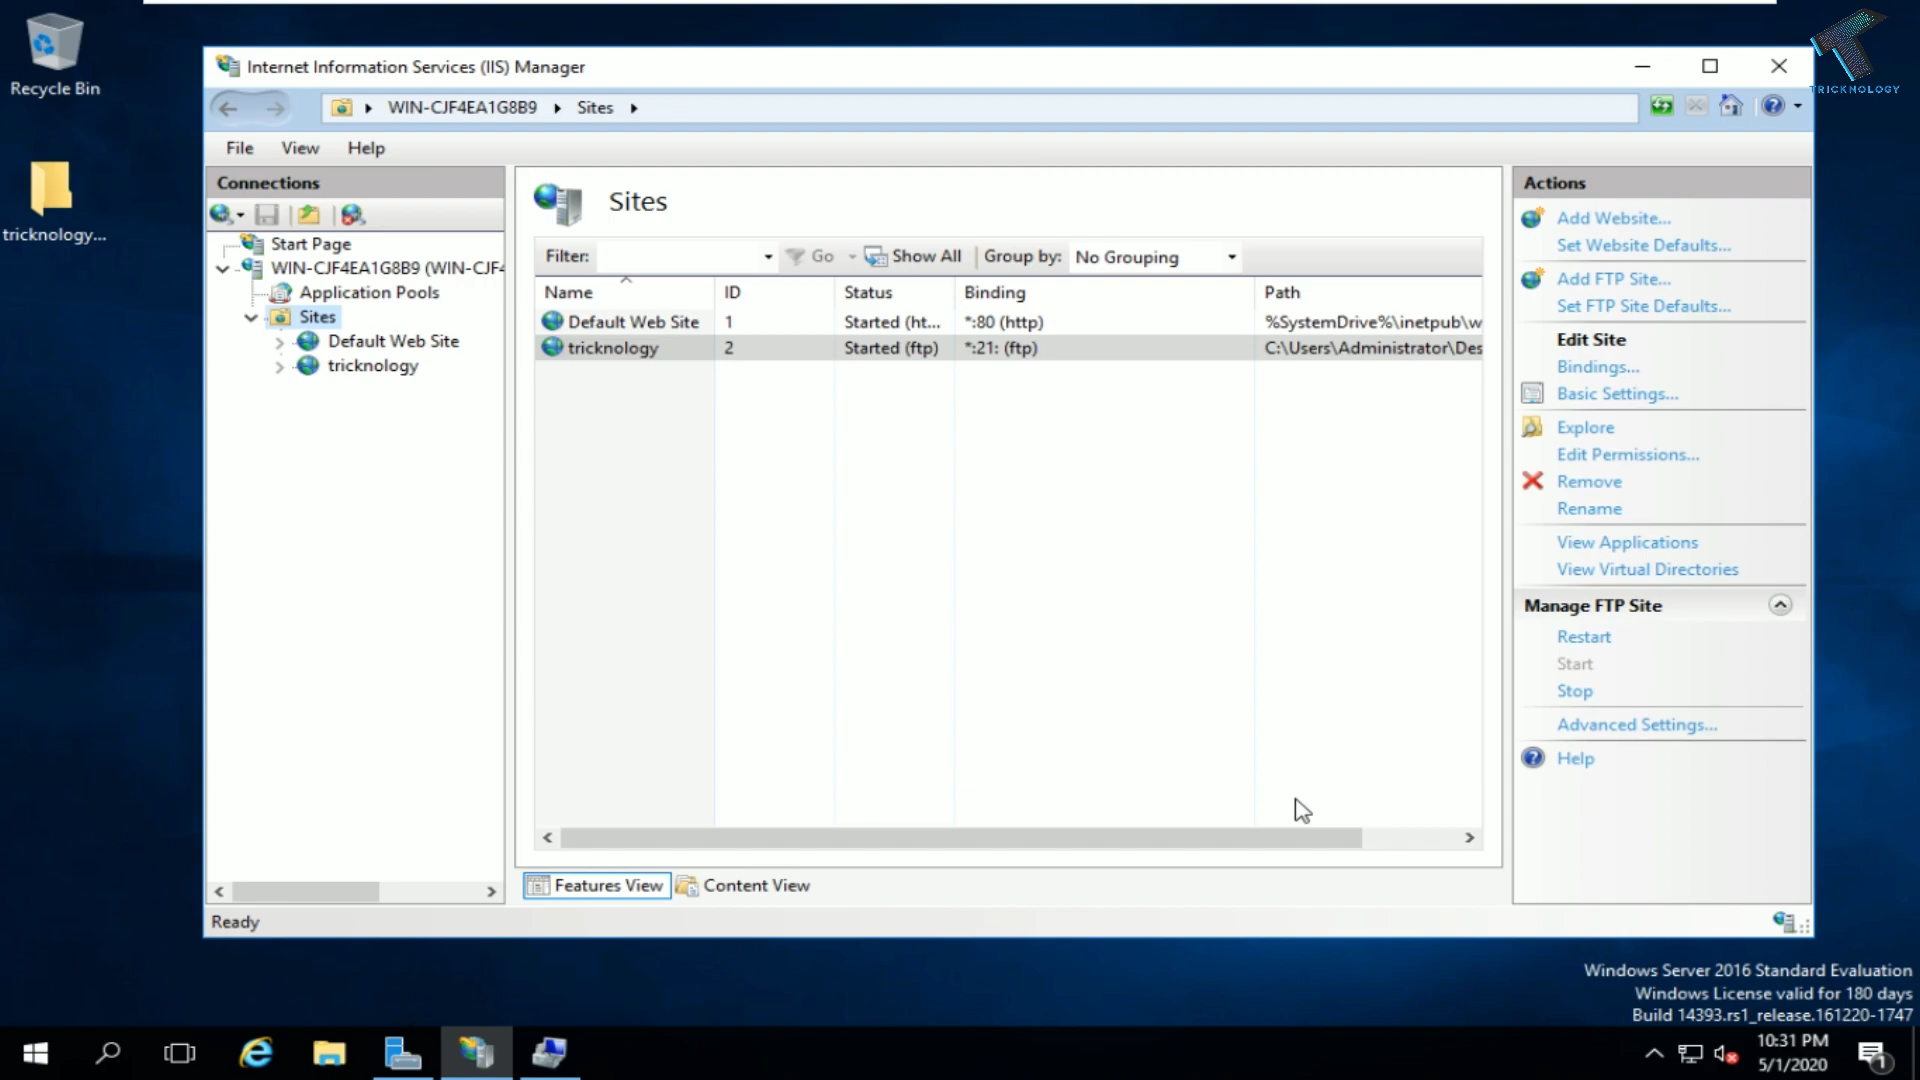 Recycle Bin
tricknology...
TRICKNOLOGY
Internet Information Services (IIS) Manager
WIN-CJF4EA1G8B9
Sites
File
View
Help
Connections
Start Page
WIN-CJF4EA1G8B9 (WIN-CJF4
Application Pools
Sites
Default Web Site
tricknology
Sites
Filter:
Go
Show All
Group by:
No Grouping
Name ID Status Binding Path
Default Web Site 1 Started (ht... *:80 (http) %SystemDrive%\inetpub\w
tricknology 2 Started (ftp) *:21: (ftp) C:\Users\Administrator\Des
Features View
Content View
Ready
Actions
Add Website...
Set Website Defaults...
Add FTP Site...
Set FTP Site Defaults...
Edit Site
Bindings...
Basic Settings...
Explore
Edit Permissions...
Remove
Rename
View Applications
View Virtual Directories
Manage FTP Site
Restart
Start
Stop
Advanced Settings...
Help
Windows Server 2016 Standard Evaluation
Windows License valid for 180 days
Build 14393.rs1_release.161220-1747
10:31 PM
5/1/2020
1